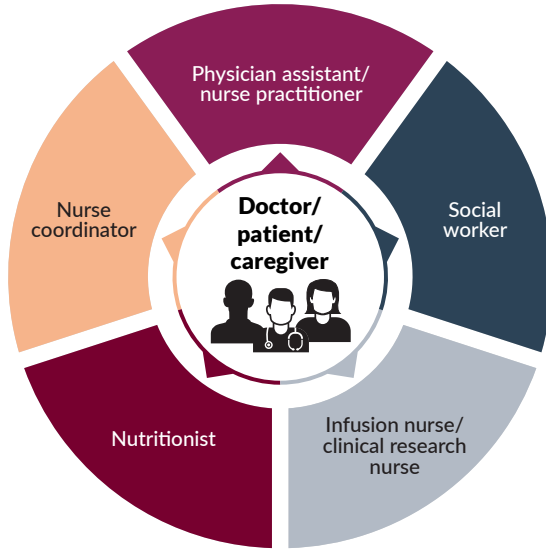 Physician assistant/
nurse practitioner
Social
worker
Infusion nurse/
clinical research
nurse
Nutritionist
Nurse
coordinator
Doctor/
patient/
caregiver